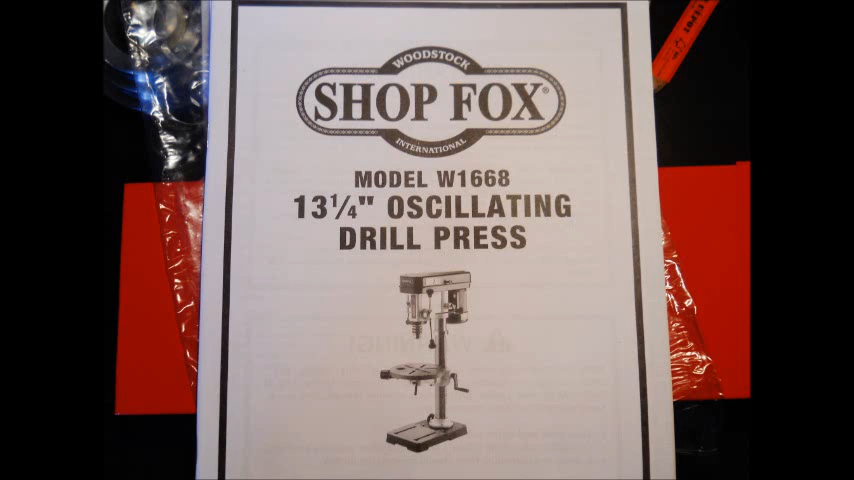 WOODSTOCK
SHOP FOX®
INTERNATIONAL
MODEL W1668
13¼" OSCILLATING
DRILL PRESS